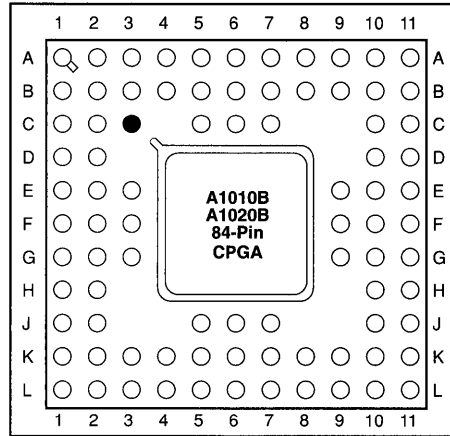 1 2 3 4 5 6 7 8 9 10 11
A A
B B
C C
D D
E A1010B E
A1020B
F 84-Pin F
G CPGA G
H H
J J
K K
L L
1 2 3 4 5 6 7 8 9 10 11